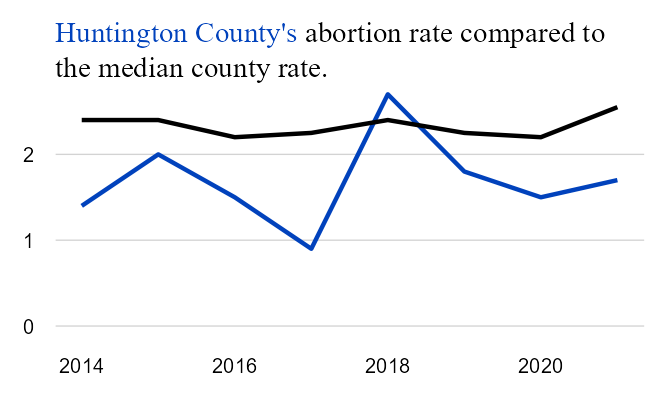 Huntington County's abortion rate compared to
the median county rate.
2
1
0
2014 2016 2018 2020